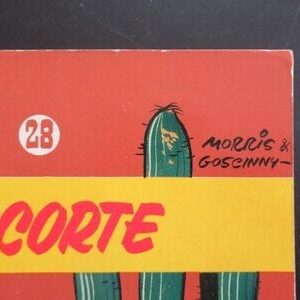 28
MORRIS &
GOSCINNY-
CORTE